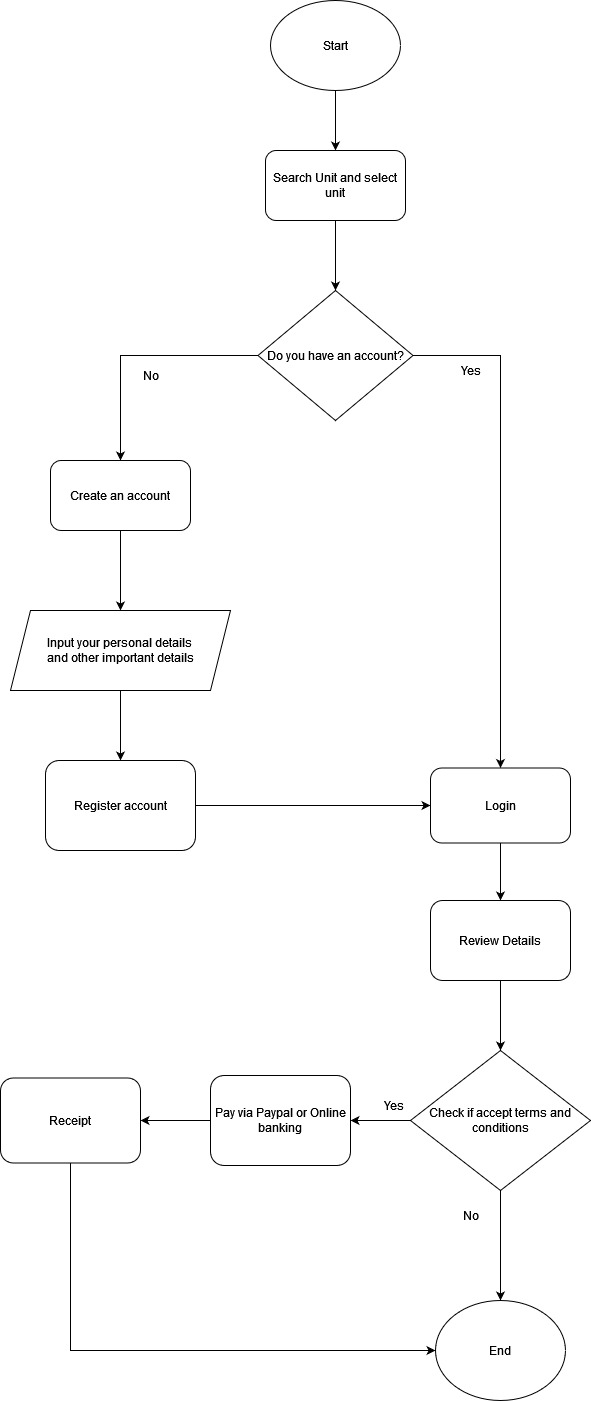 Start
Search Unit and select
unit
Do you have an account?
No
Yes
Create an account
Input your personal details
and other important details
Register account
Login
Review Details
Check if accept terms and
conditions
Yes
Pay via Paypal or Online
banking
Receipt
No
End